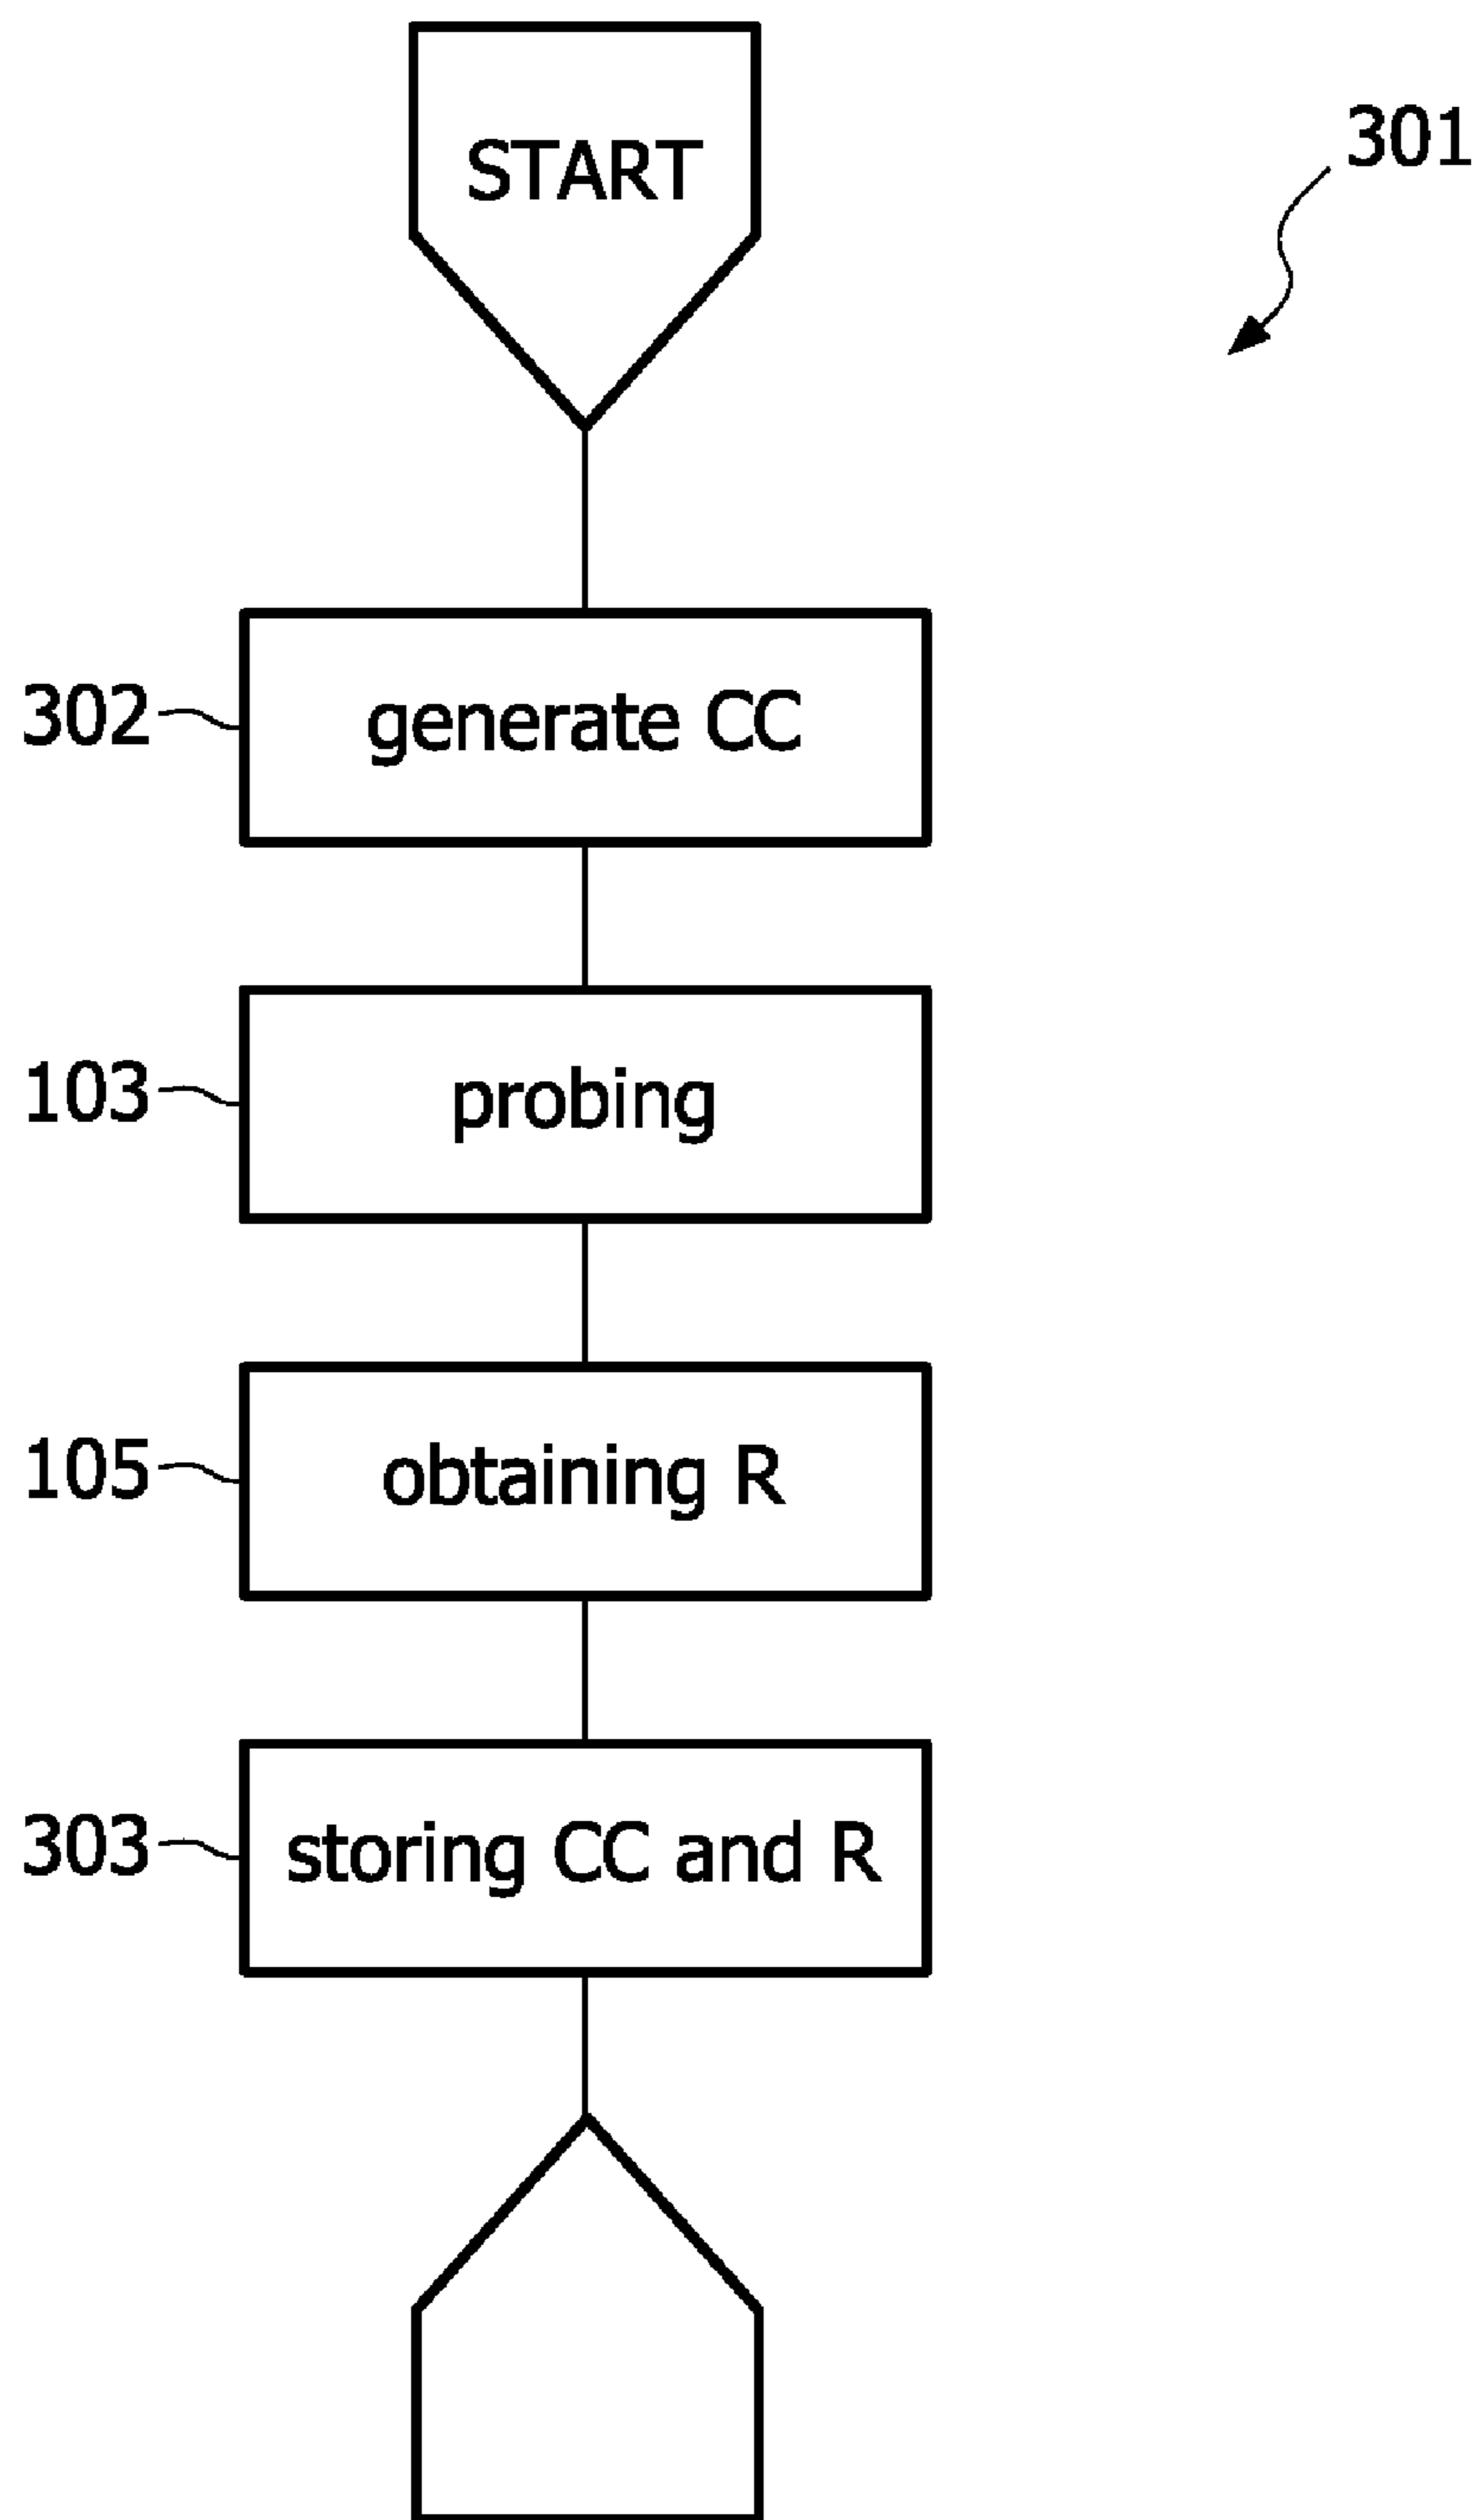 START
301
302
generate CC
103
probing
105
obtaining R
303
storing CC and R